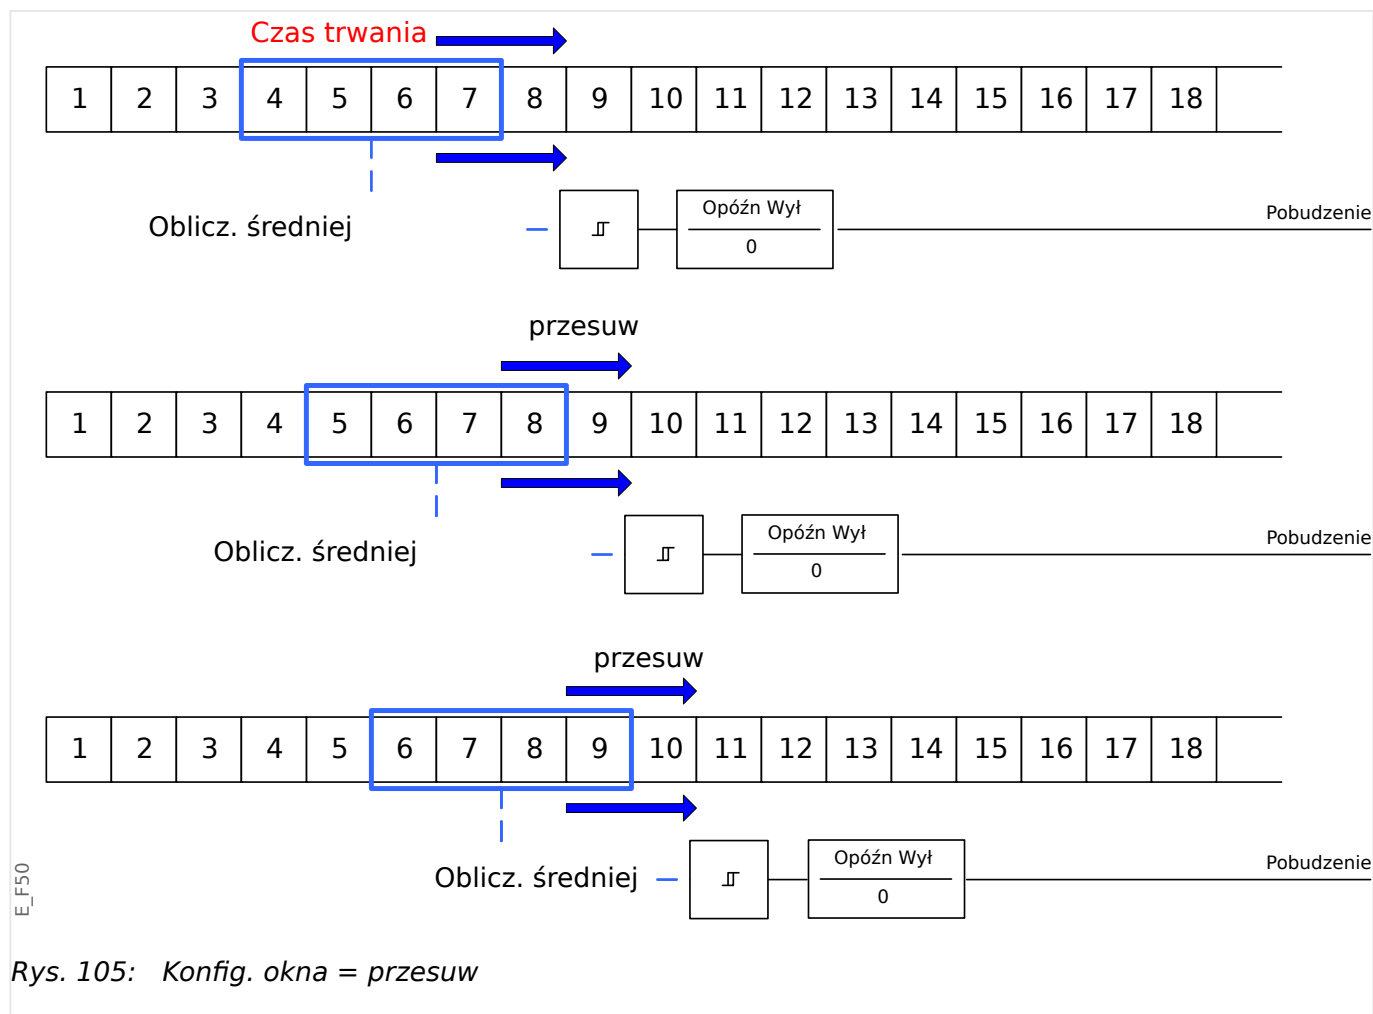 Czas trwania
1 2 3 4 5 6 7 8 9 10 11 12 13 14 15 16 17 18
Oblicz. średniej
Opóźn Wył
0
Pobudzenie
przesuw
1 2 3 4 5 6 7 8 9 10 11 12 13 14 15 16 17 18
Oblicz. średniej
Opóźn Wył
0
Pobudzenie
przesuw
1 2 3 4 5 6 7 8 9 10 11 12 13 14 15 16 17 18
Oblicz. średniej
Opóźn Wył
0
Pobudzenie
E_F50
Rys. 105: Konfig. okna = przesuw